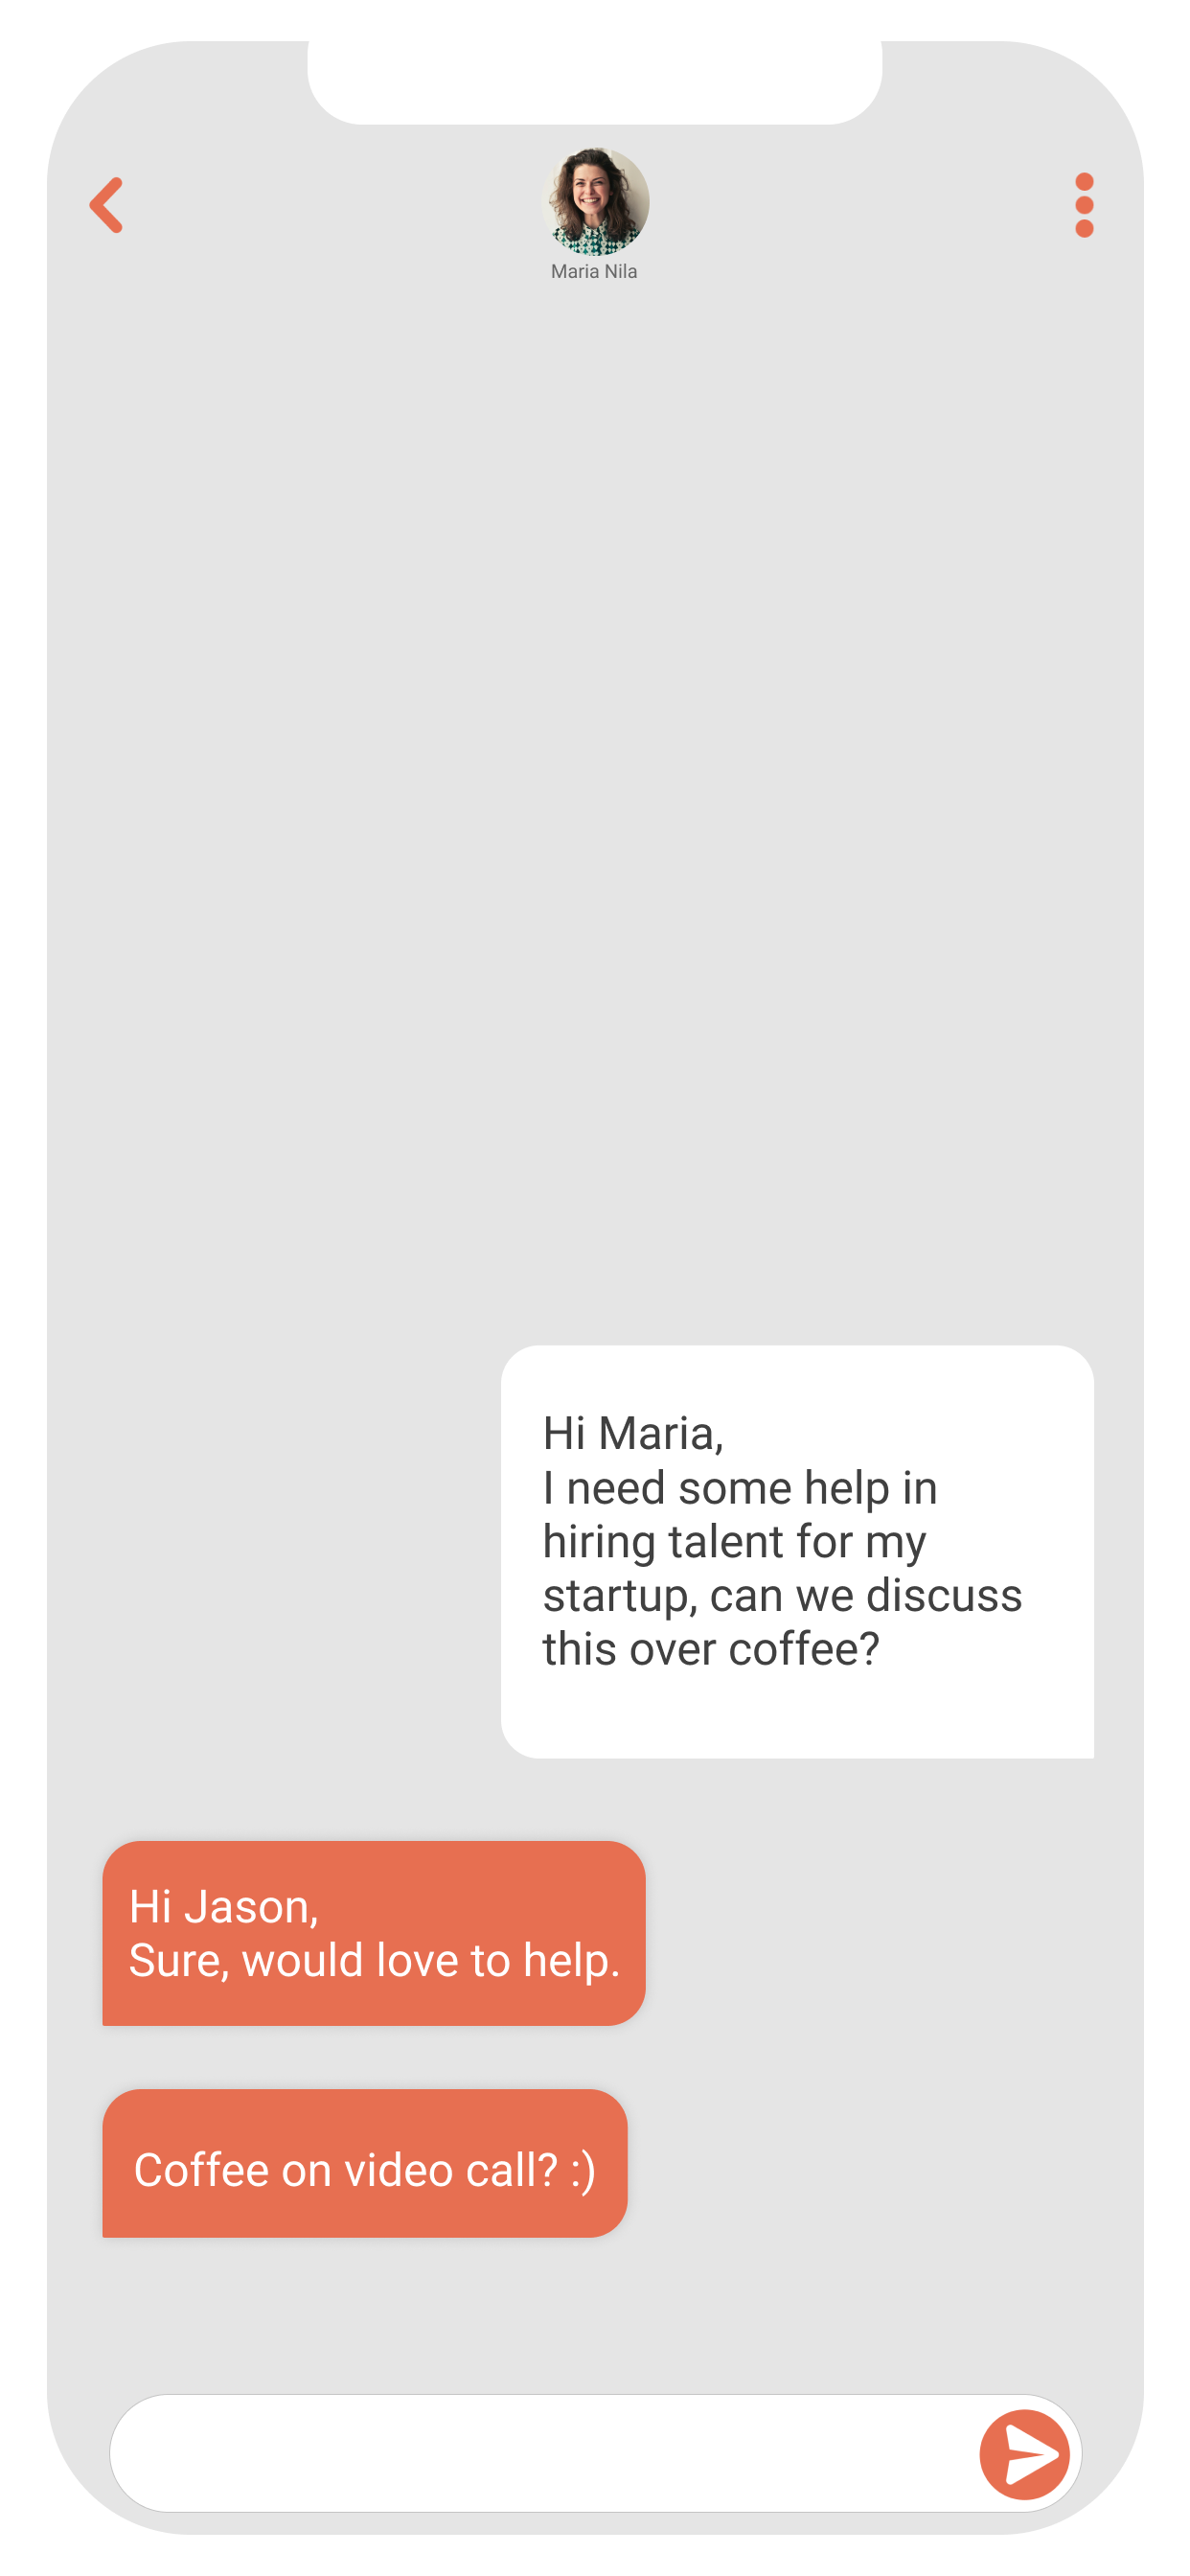 Maria Nila
Hi Maria,
I need some help in
hiring talent for my
startup, can we discuss
this over coffee?
Hi Jason,
Sure, would love to help.
Coffee on video call? :)